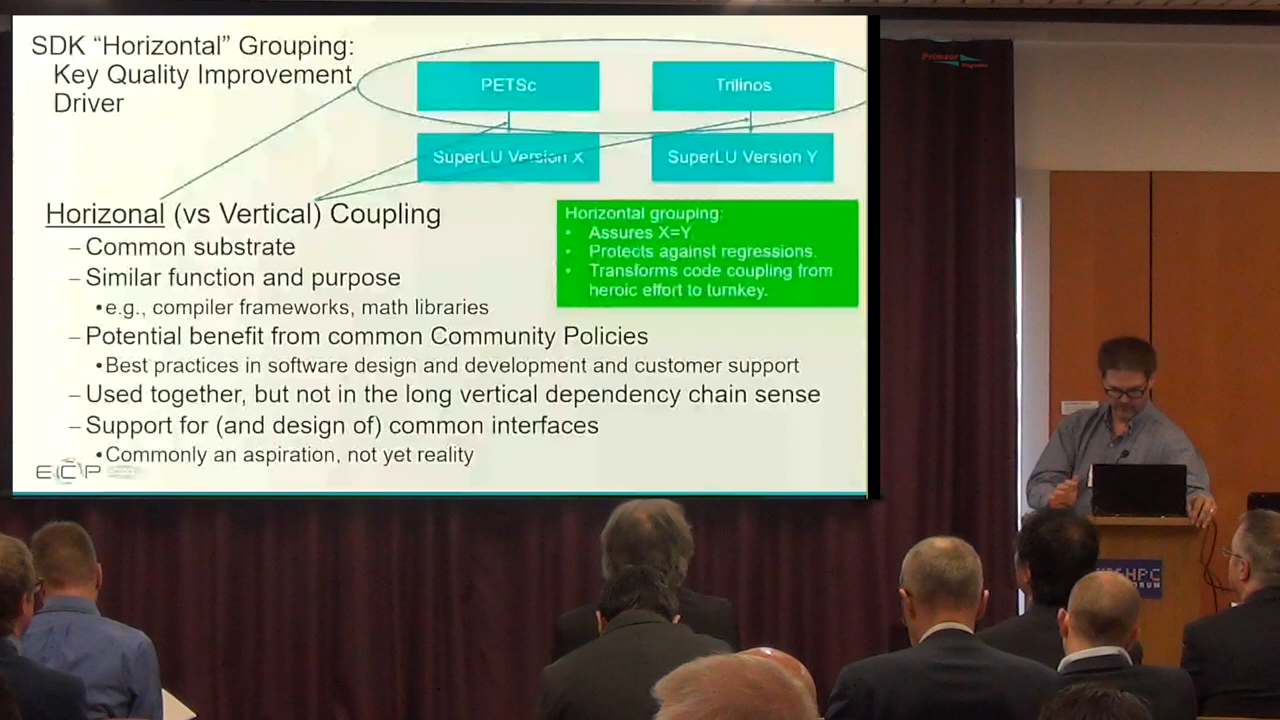 SDK “Horizontal” Grouping:
Key Quality Improvement
Driver
PETSc
Trilinos
SuperLU Version X
SuperLU Version Y
Horizonal (vs Vertical) Coupling
– Common substrate
– Similar function and purpose
• e.g., compiler frameworks, math libraries
– Potential benefit from common Community Policies
• Best practices in software design and development and customer support
– Used together, but not in the long vertical dependency chain sense
– Support for (and design of) common interfaces
• Commonly an aspiration, not yet reality
Horizontal grouping:
• Assures X=Y.
• Protects against regressions.
• Transforms code coupling from
heroic effort to turnkey.
ECP
Primeur
Magazine
HPC